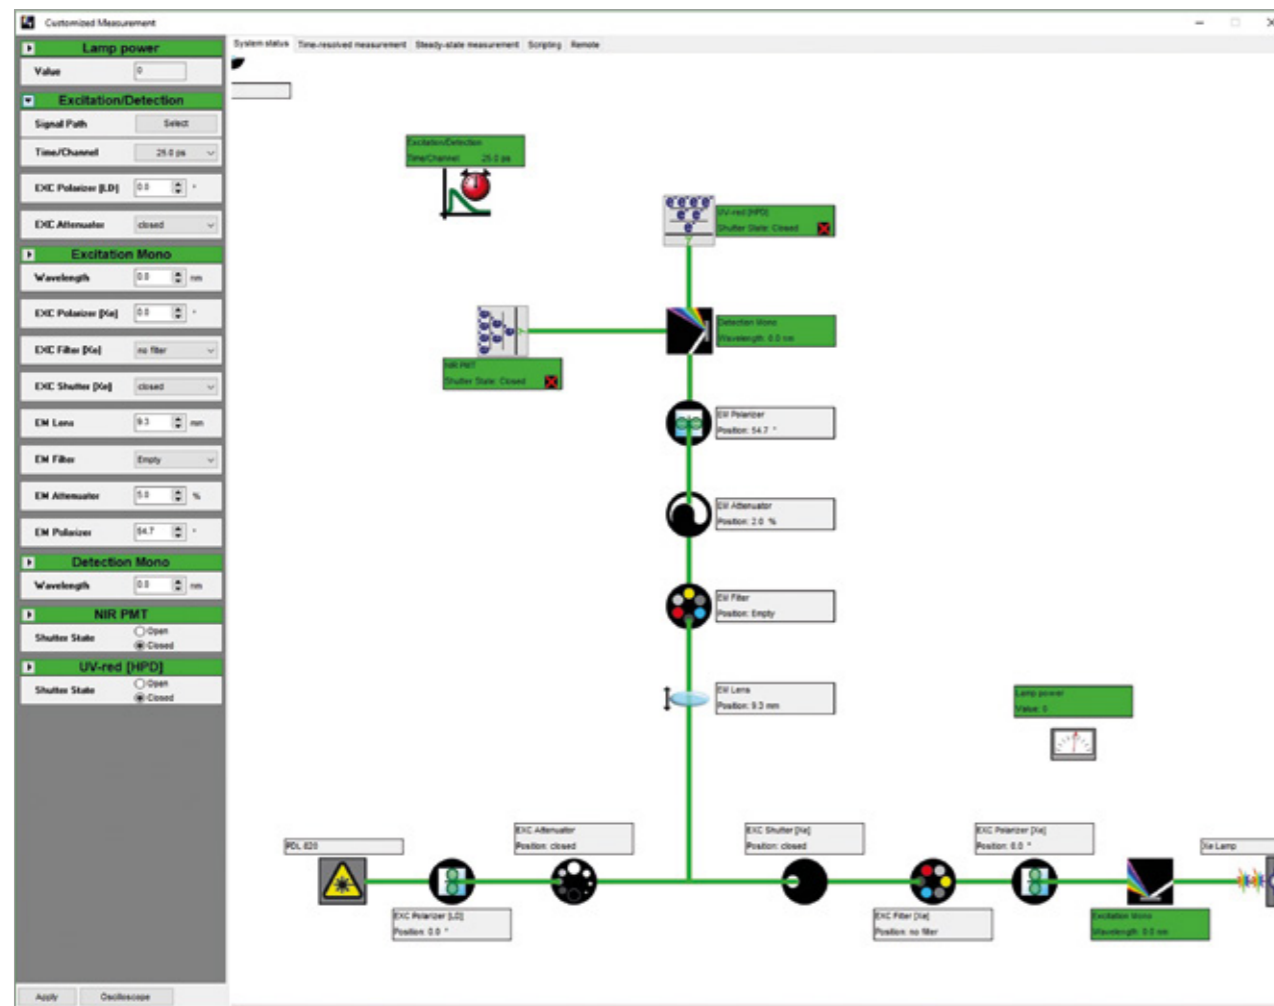 Customized Measurement
Lamp power
Value 0
Excitation/Detection
Signal Path Select
Time/Channel 25.0 ps
EXC Polarizer [LD] 0.0 °
EXC Attenuator closed
Excitation Mono
Wavelength 0.0 nm
EXC Polarizer [Xe] 0.0 °
EXC Filter [Xe] no filter
EXC Shutter [Xe] closed
EM Lens 9.3 mm
EM Filter Empty
EM Attenuator 5.0 %
EM Polarizer 54.7 °
Detection Mono
Wavelength 0.0 nm
NIR PMT
Shutter State Open
Closed
UV-red [HPD]
Shutter State Open
Closed
Apply Oscilloscope
System status Time-resolved measurement Steady-state measurement Scripting Remote
Excitation/Detection
Time/Channel: 25.0 ps
e⁻ e⁻ e⁻ e⁻
e⁻ e⁻
e⁻
UV-red [HPD]
Shutter State: Closed
Detection Mono
Wavelength: 0.0 nm
NIR PMT
Shutter State: Closed
EM Polarizer
Position: 54.7 °
EM Attenuator
Position: 2.0 %
EM Filter
Position: Empty
EM Lens
Position: 9.3 mm
Lamp power
Value: 0
PDL 820
EXC Attenuator
Position: closed
EXC Shutter [Xe]
Position: closed
EXC Polarizer [Xe]
Position: 0.0 °
Xe Lamp
EXC Polarizer [LD]
Position: 0.0 °
EXC Filter [Xe]
Position: no filter
Excitation Mono
Wavelength: 0.0 nm